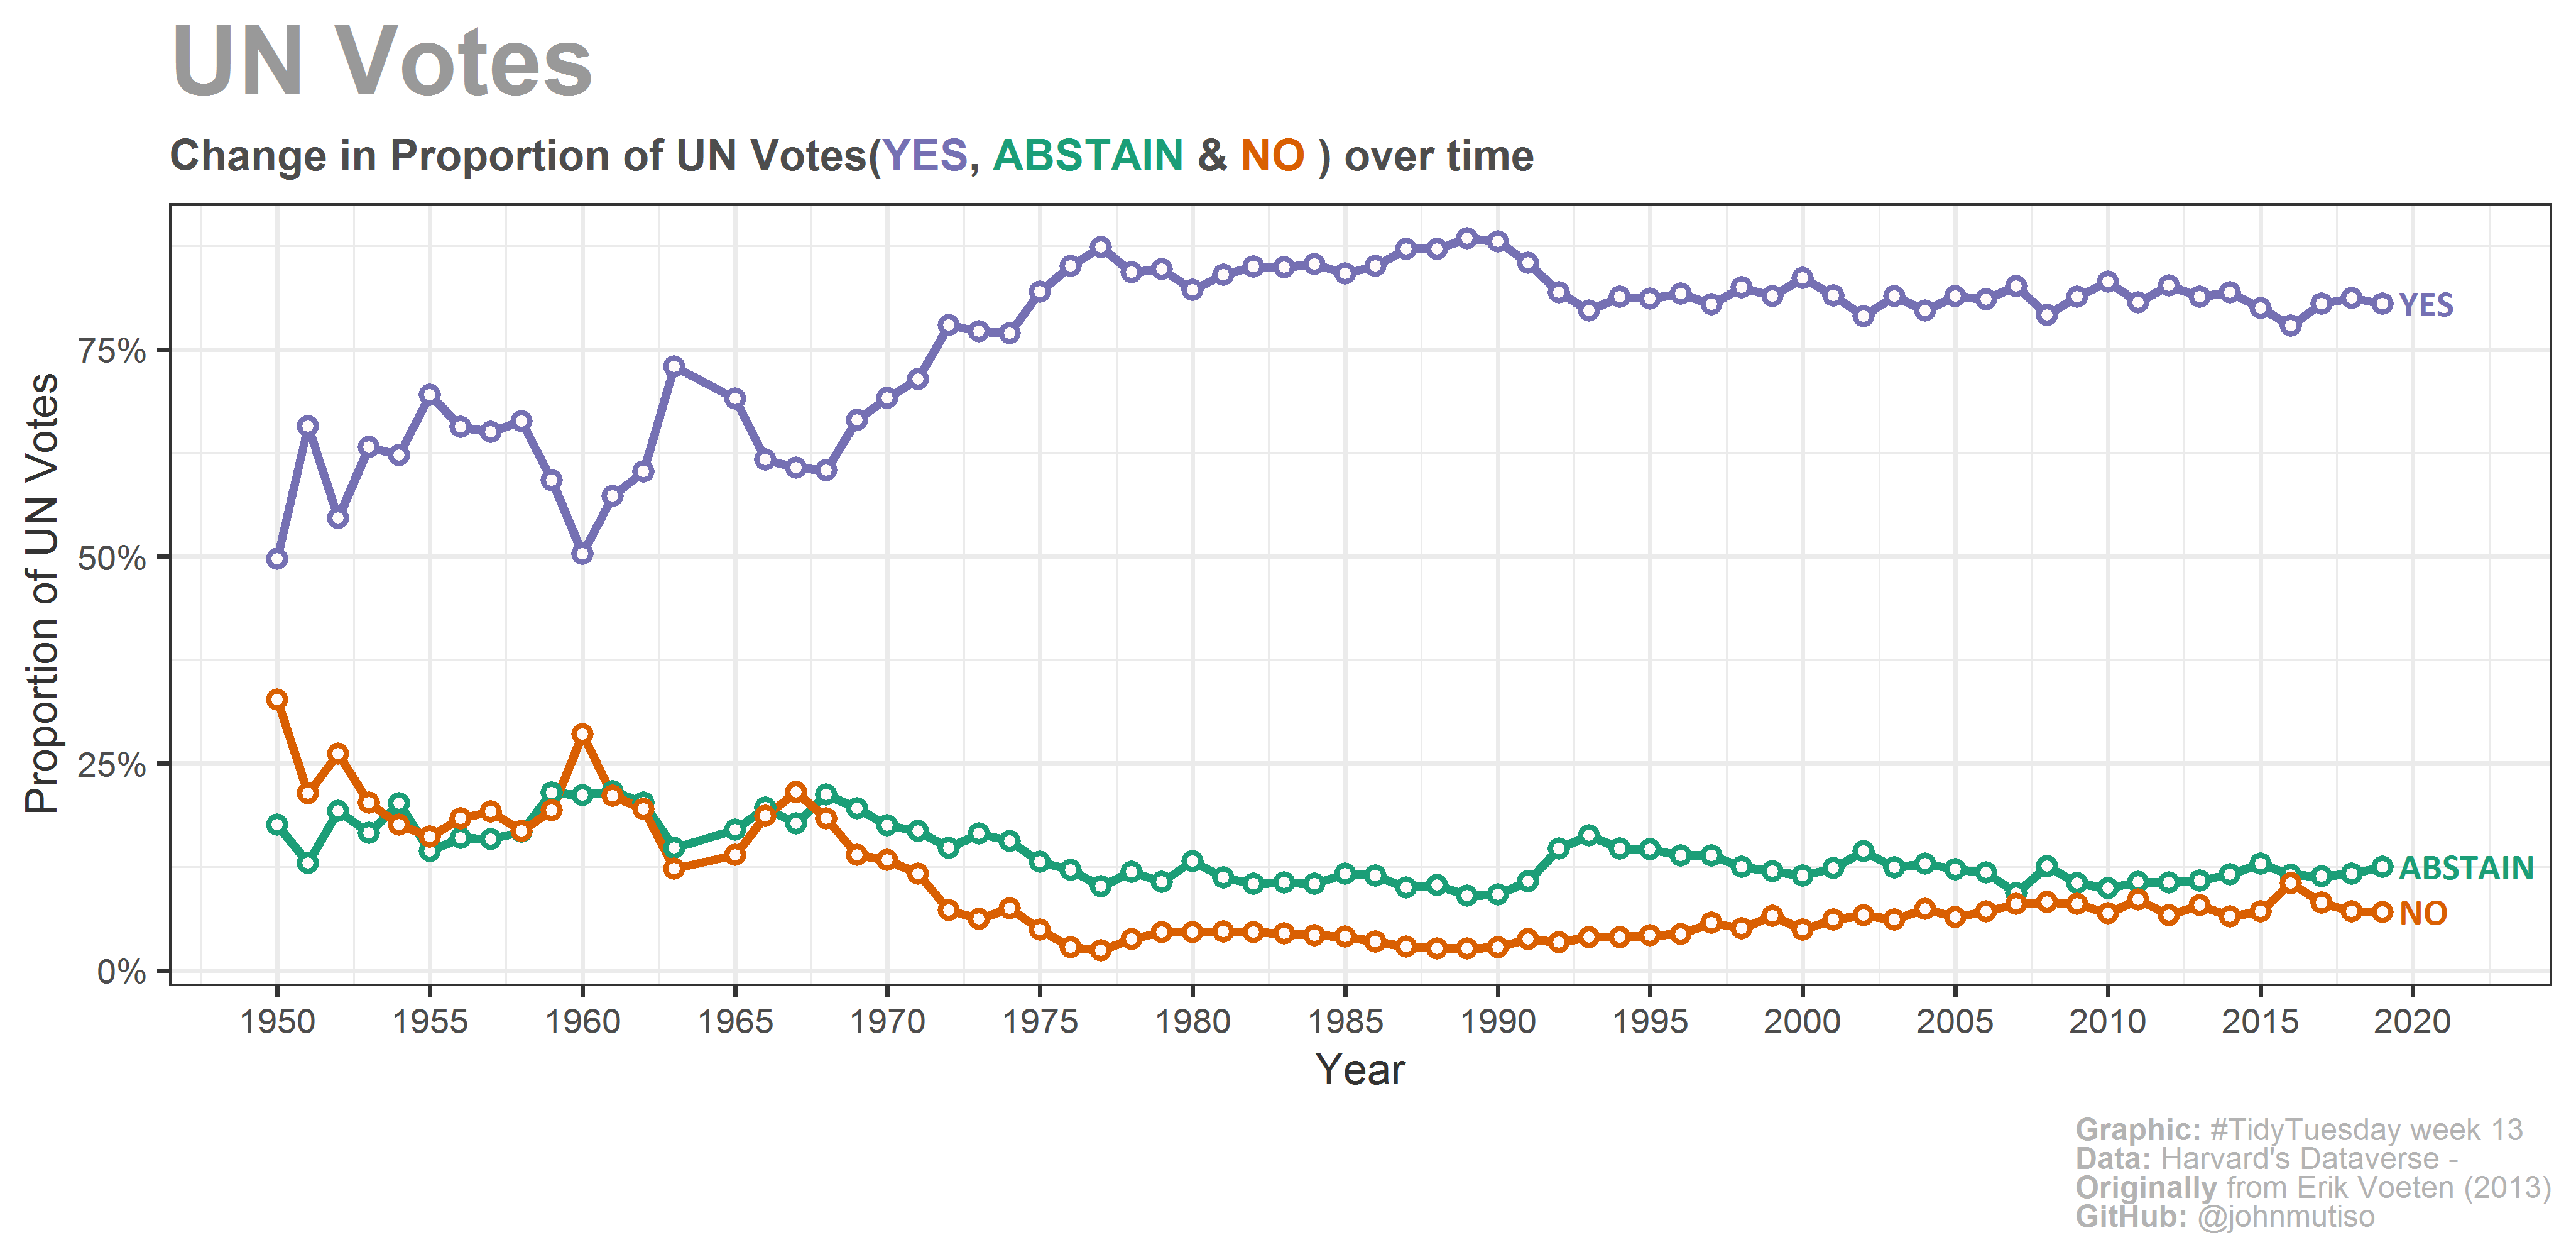 UN Votes
Change in Proportion of UN Votes(YES, ABSTAIN & NO ) over time
Proportion of UN Votes
75%
50%
25%
0%
YES
ABSTAIN
NO
1950 1955 1960 1965 1970 1975 1980 1985 1990 1995 2000 2005 2010 2015 2020
Year
Graphic: #TidyTuesday week 13
Data: Harvard's Dataverse -
Originally from Erik Voeten (2013)
GitHub: @johnmutiso